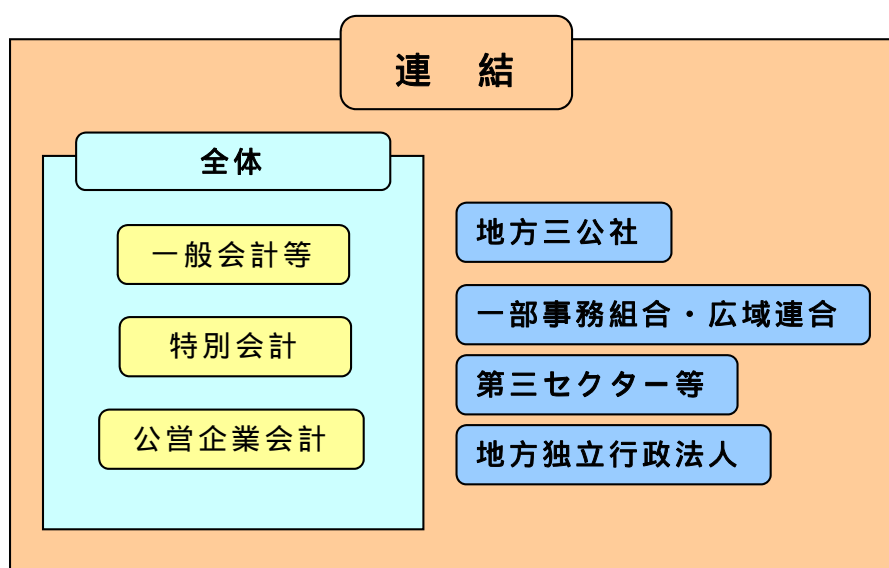 連 結
全体
一般会計等
特別会計
公営企業会計
地方三公社
一部事務組合・広域連合
第三セクター等
地方独立行政法人